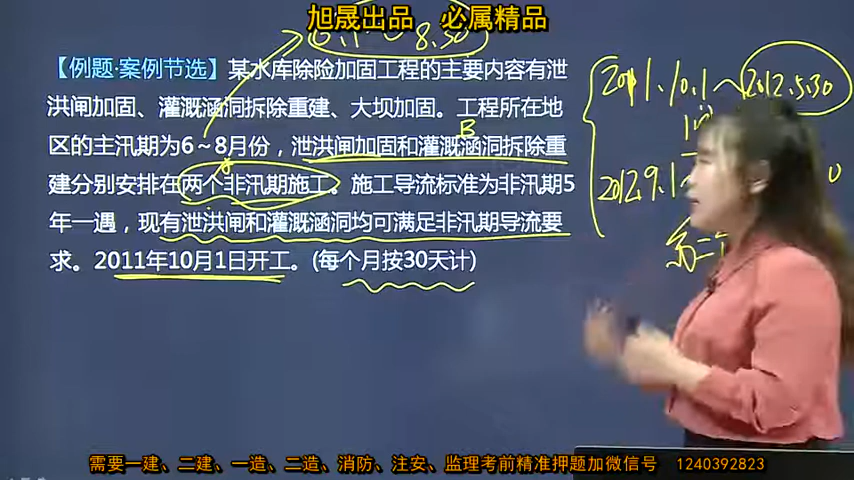 旭晟出品　必属精品
8.30
【例题·案例节选】某水库除险加固工程的主要内容有泄
洪闸加固、灌溉涵洞拆除重建、大坝加固。工程所在地
区的主汛期为6～8月份，泄洪闸加固和灌溉涵洞拆除重
建分别安排在两个非汛期施工。施工导流标准为非汛期5
年一遇，现有泄洪闸和灌溉涵洞均可满足非汛期导流要
求。2011年10月1日开工。(每个月按30天计)
B
2011.10.1～2012.5.30
2012.9.1
第二个
需要一建、二建、一造、二造、消防、注安、监理考前精准押题加微信号　1240392823